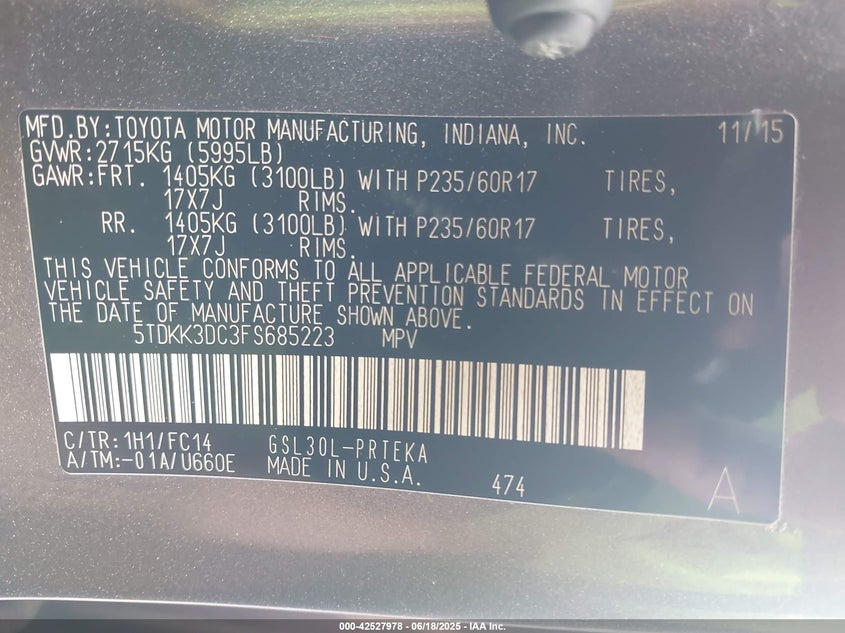 MFD.BY:TOYOTA MOTOR MANUFACTURING, INDIANA, INC. 11/15
GVWR:2715KG (5995LB)
GAWR:FRT. 1405KG (3100LB) WITH P235/60R17 TIRES,
17X7J RIMS.
RR. 1405KG (3100LB) WITH P235/60R17 TIRES,
17X7J RIMS.
THIS VEHICLE CONFORMS TO ALL APPLICABLE FEDERAL MOTOR
VEHICLE SAFETY AND THEFT PREVENTION STANDARDS IN EFFECT ON
THE DATE OF MANUFACTURE SHOWN ABOVE.
5TDKK3DC3FS685223 MPV
C/TR:1H1/FC14 GSL30L-PRTEKA
A/TM:-01A/U660E MADE IN U.S.A.
474 A
000-42527978 - 06/18/2025 - IAA Inc.